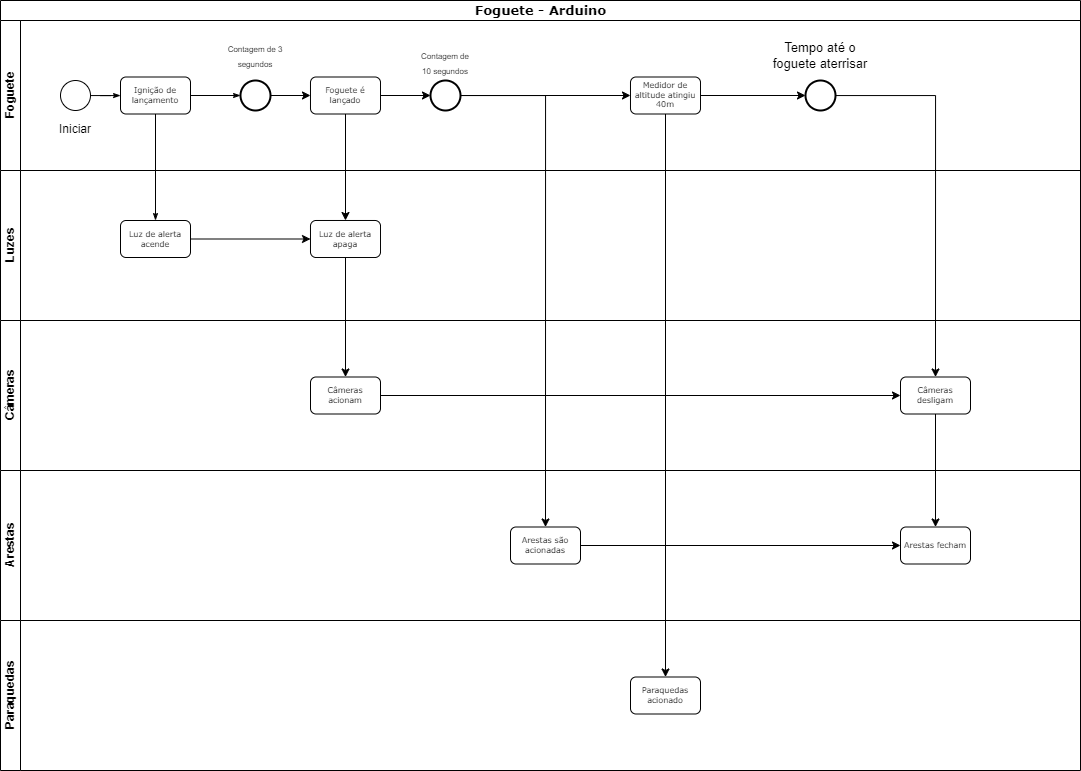 Foguete - Arduino
Foguete
Iniciar
Ignição de
lançamento
Contagem de 3
segundos
Foguete é
lançado
Contagem de
10 segundos
Medidor de
altitude atingiu
40m
Tempo até o
foguete aterrisar
Luzes
Luz de alerta
acende
Luz de alerta
apaga
Câmeras
Câmeras
acionam
Câmeras
desligam
Arestas
Arestas são
acionadas
Arestas fecham
Paraquedas
Paraquedas
acionado